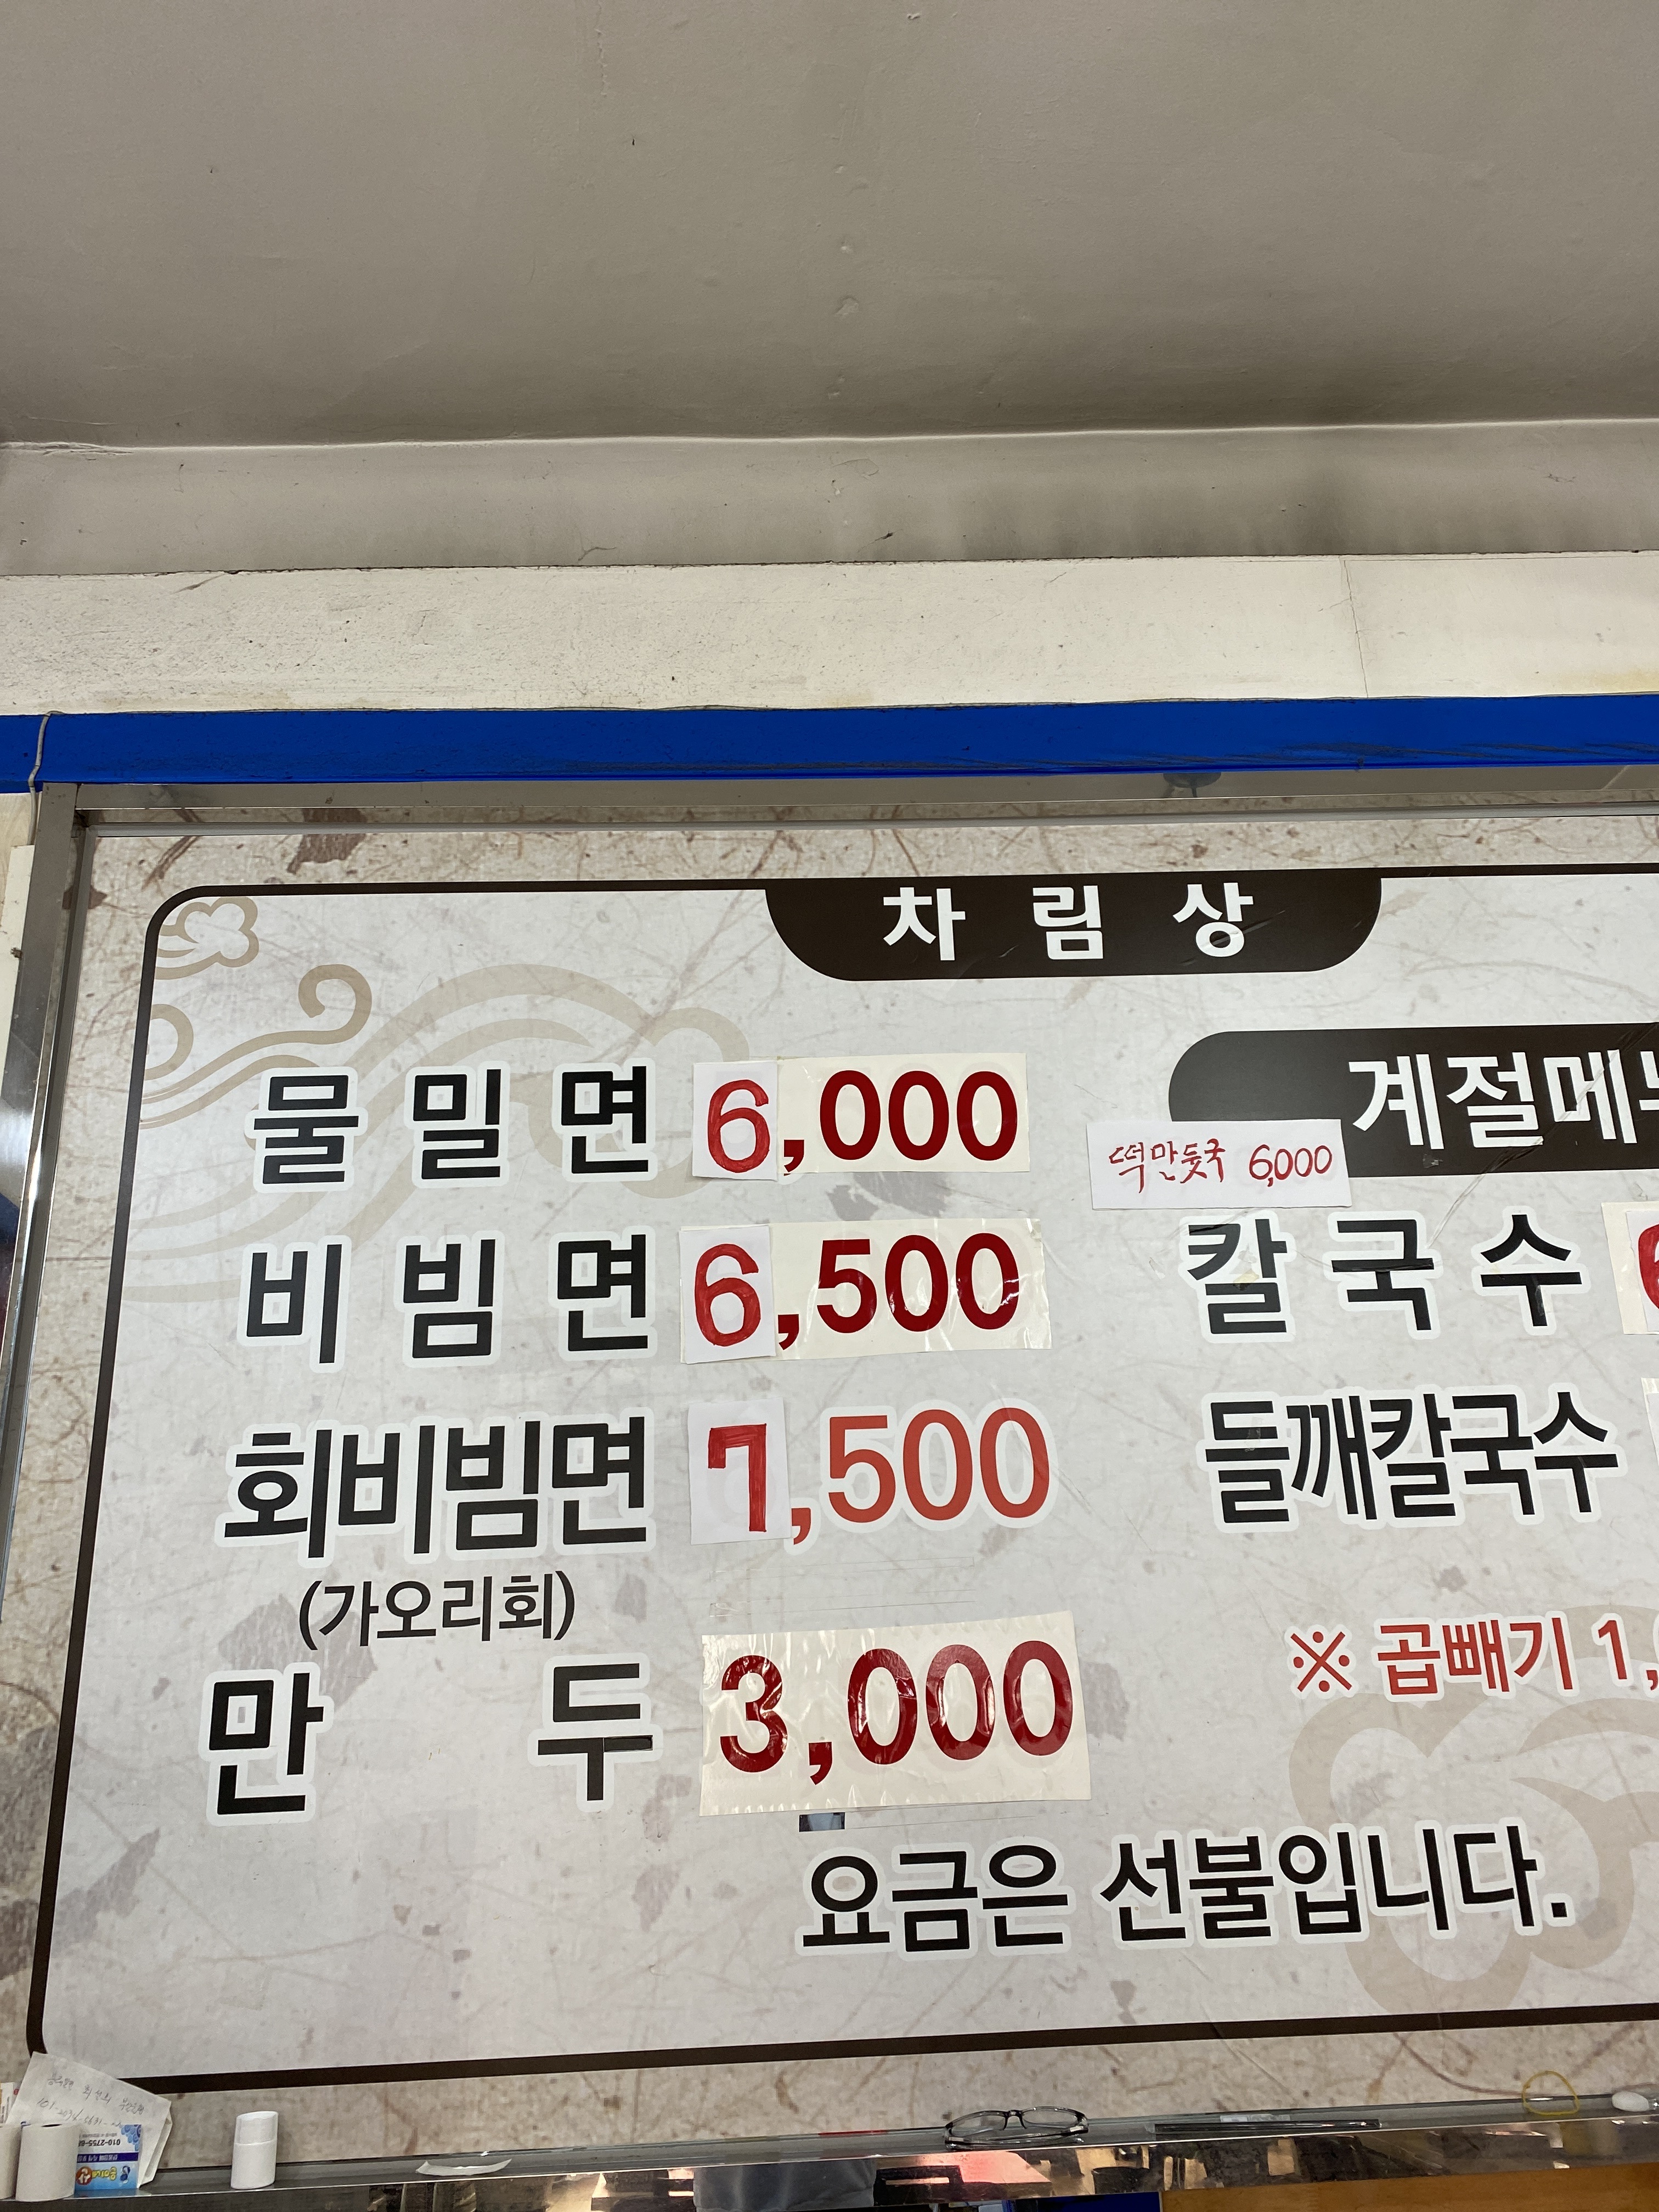 차림상
물밀면 6,000
비빔면 6,500
회비빔면 7,500
(가오리회)
만두 3,000
계절메뉴
떡만둣국 6,000
칼국수 6
들깨칼국수
※ 곱빼기 1,
요금은 선불입니다.